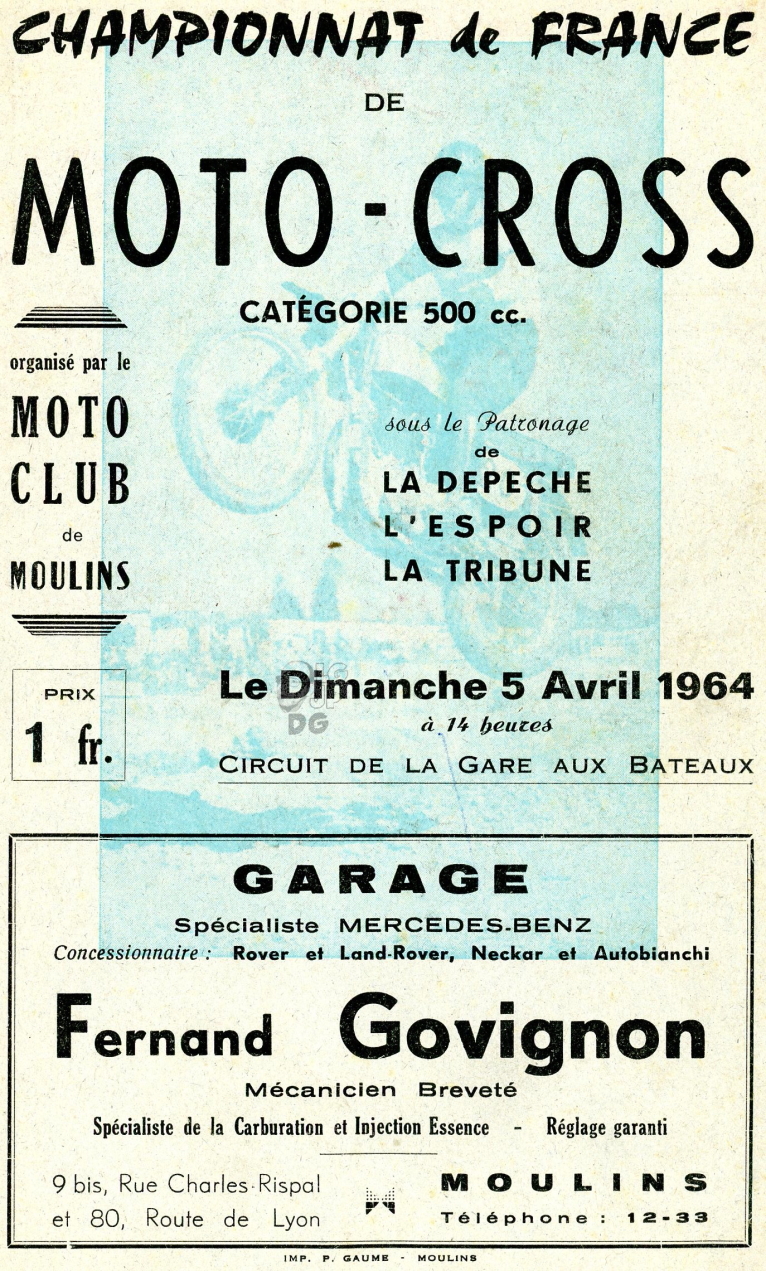 CHAMPIONNAT de FRANCE
DE
MOTO-CROSS
CATÉGORIE 500 cc.
organisé par le
MOTO
CLUB
de
MOULINS
sous le Patronage
de
LA DEPECHE
L'ESPOIR
LA TRIBUNE
PRIX
1 fr.
Le Dimanche 5 Avril 1964
à 14 heures
CIRCUIT DE LA GARE AUX BATEAUX
DG
GARAGE
Spécialiste MERCEDES-BENZ
Concessionnaire : Rover et Land-Rover, Neckar et Autobianchi
Fernand Govignon
Mécanicien Breveté
Spécialiste de la Carburation et Injection Essence - Réglage garanti
9 bis, Rue Charles-Rispal
et 80, Route de Lyon
MOULINS
Téléphone : 12-33
IMP. P. GAUME - MOULINS